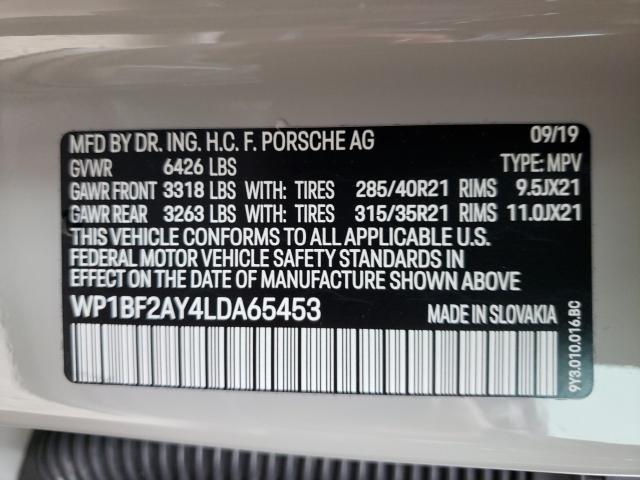 MFD BY DR. ING. H.C. F. PORSCHE AG 09/19
GVWR 6426 LBS TYPE: MPV
GAWR FRONT 3318 LBS WITH: TIRES 285/40R21 RIMS 9.5JX21
GAWR REAR 3263 LBS WITH: TIRES 315/35R21 RIMS 11.0JX21
THIS VEHICLE CONFORMS TO ALL APPLICABLE U.S.
FEDERAL MOTOR VEHICLE SAFETY STANDARDS IN
EFFECT ON THE DATE OF MANUFACTURE SHOWN ABOVE.
WP1BF2AY4LDA65453 MADE IN SLOVAKIA
9Y3.010.016.BC